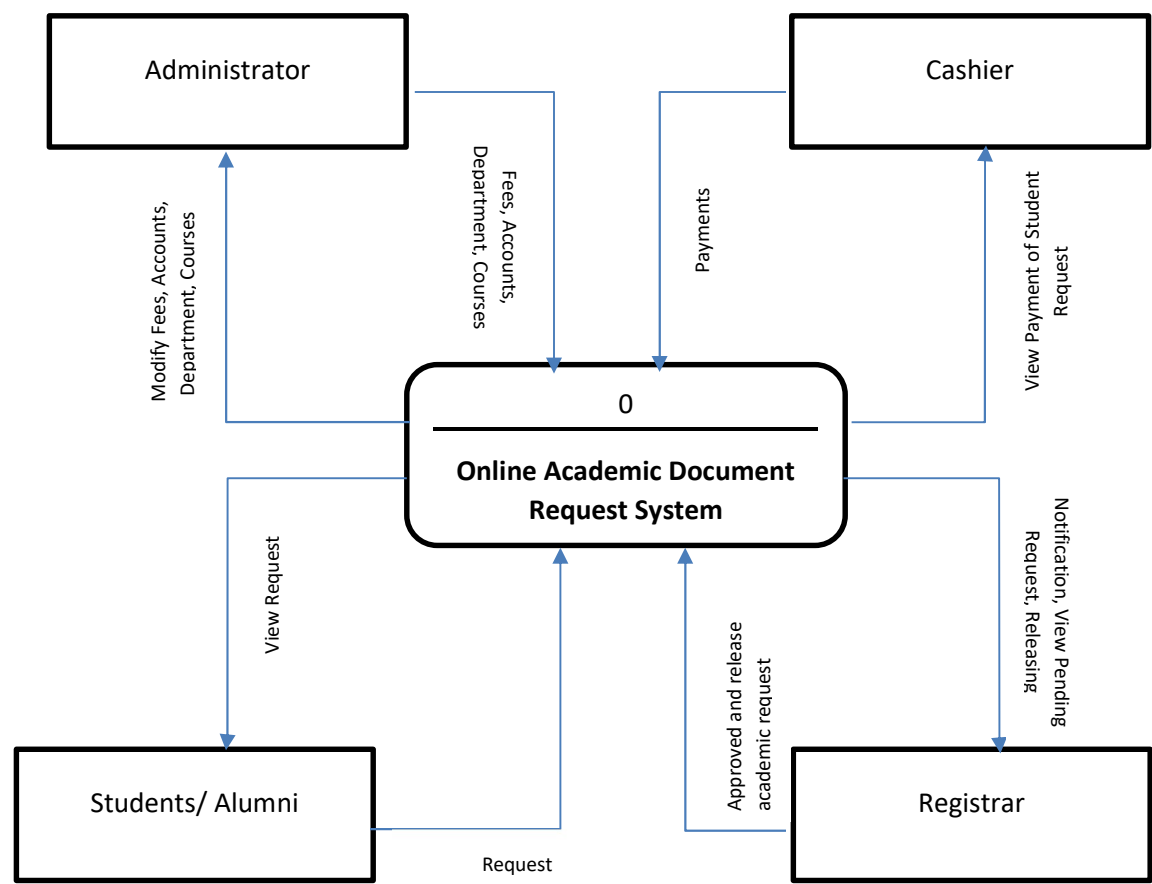 Administrator
Cashier
Fees, Accounts,
Department, Courses
Modify Fees, Accounts,
Department, Courses
Payments
View Payment of Student
Request
0
Online Academic Document
Request System
View Request
Approved and release
academic request
Notification, View Pending
Request, Releasing
Students/ Alumni
Registrar
Request